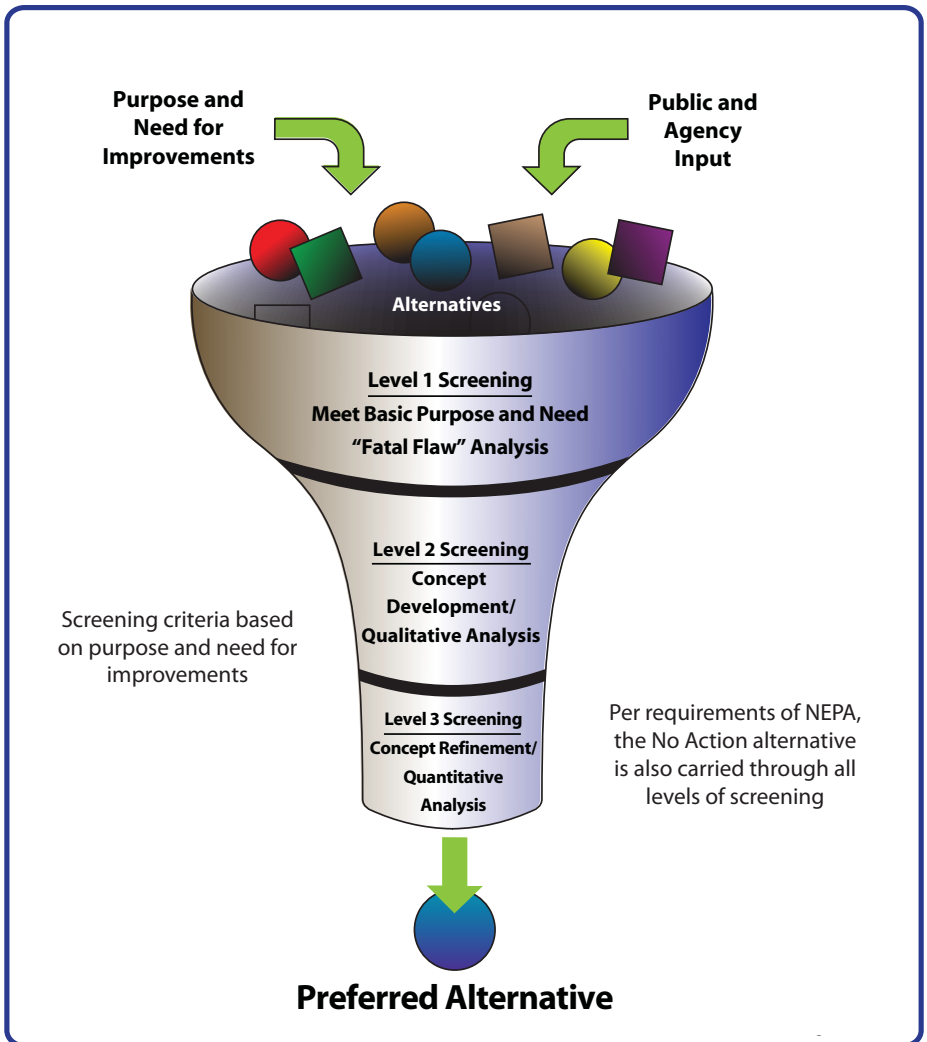 Purpose and
Need for
Improvements
Public and
Agency
Input
Alternatives
Level 1 Screening
Meet Basic Purpose and Need
“Fatal Flaw” Analysis
Level 2 Screening
Concept
Development/
Qualitative Analysis
Screening criteria based
on purpose and need for
improvements
Level 3 Screening
Concept Refinement/
Quantitative
Analysis
Per requirements of NEPA,
the No Action alternative
is also carried through all
levels of screening
Preferred Alternative